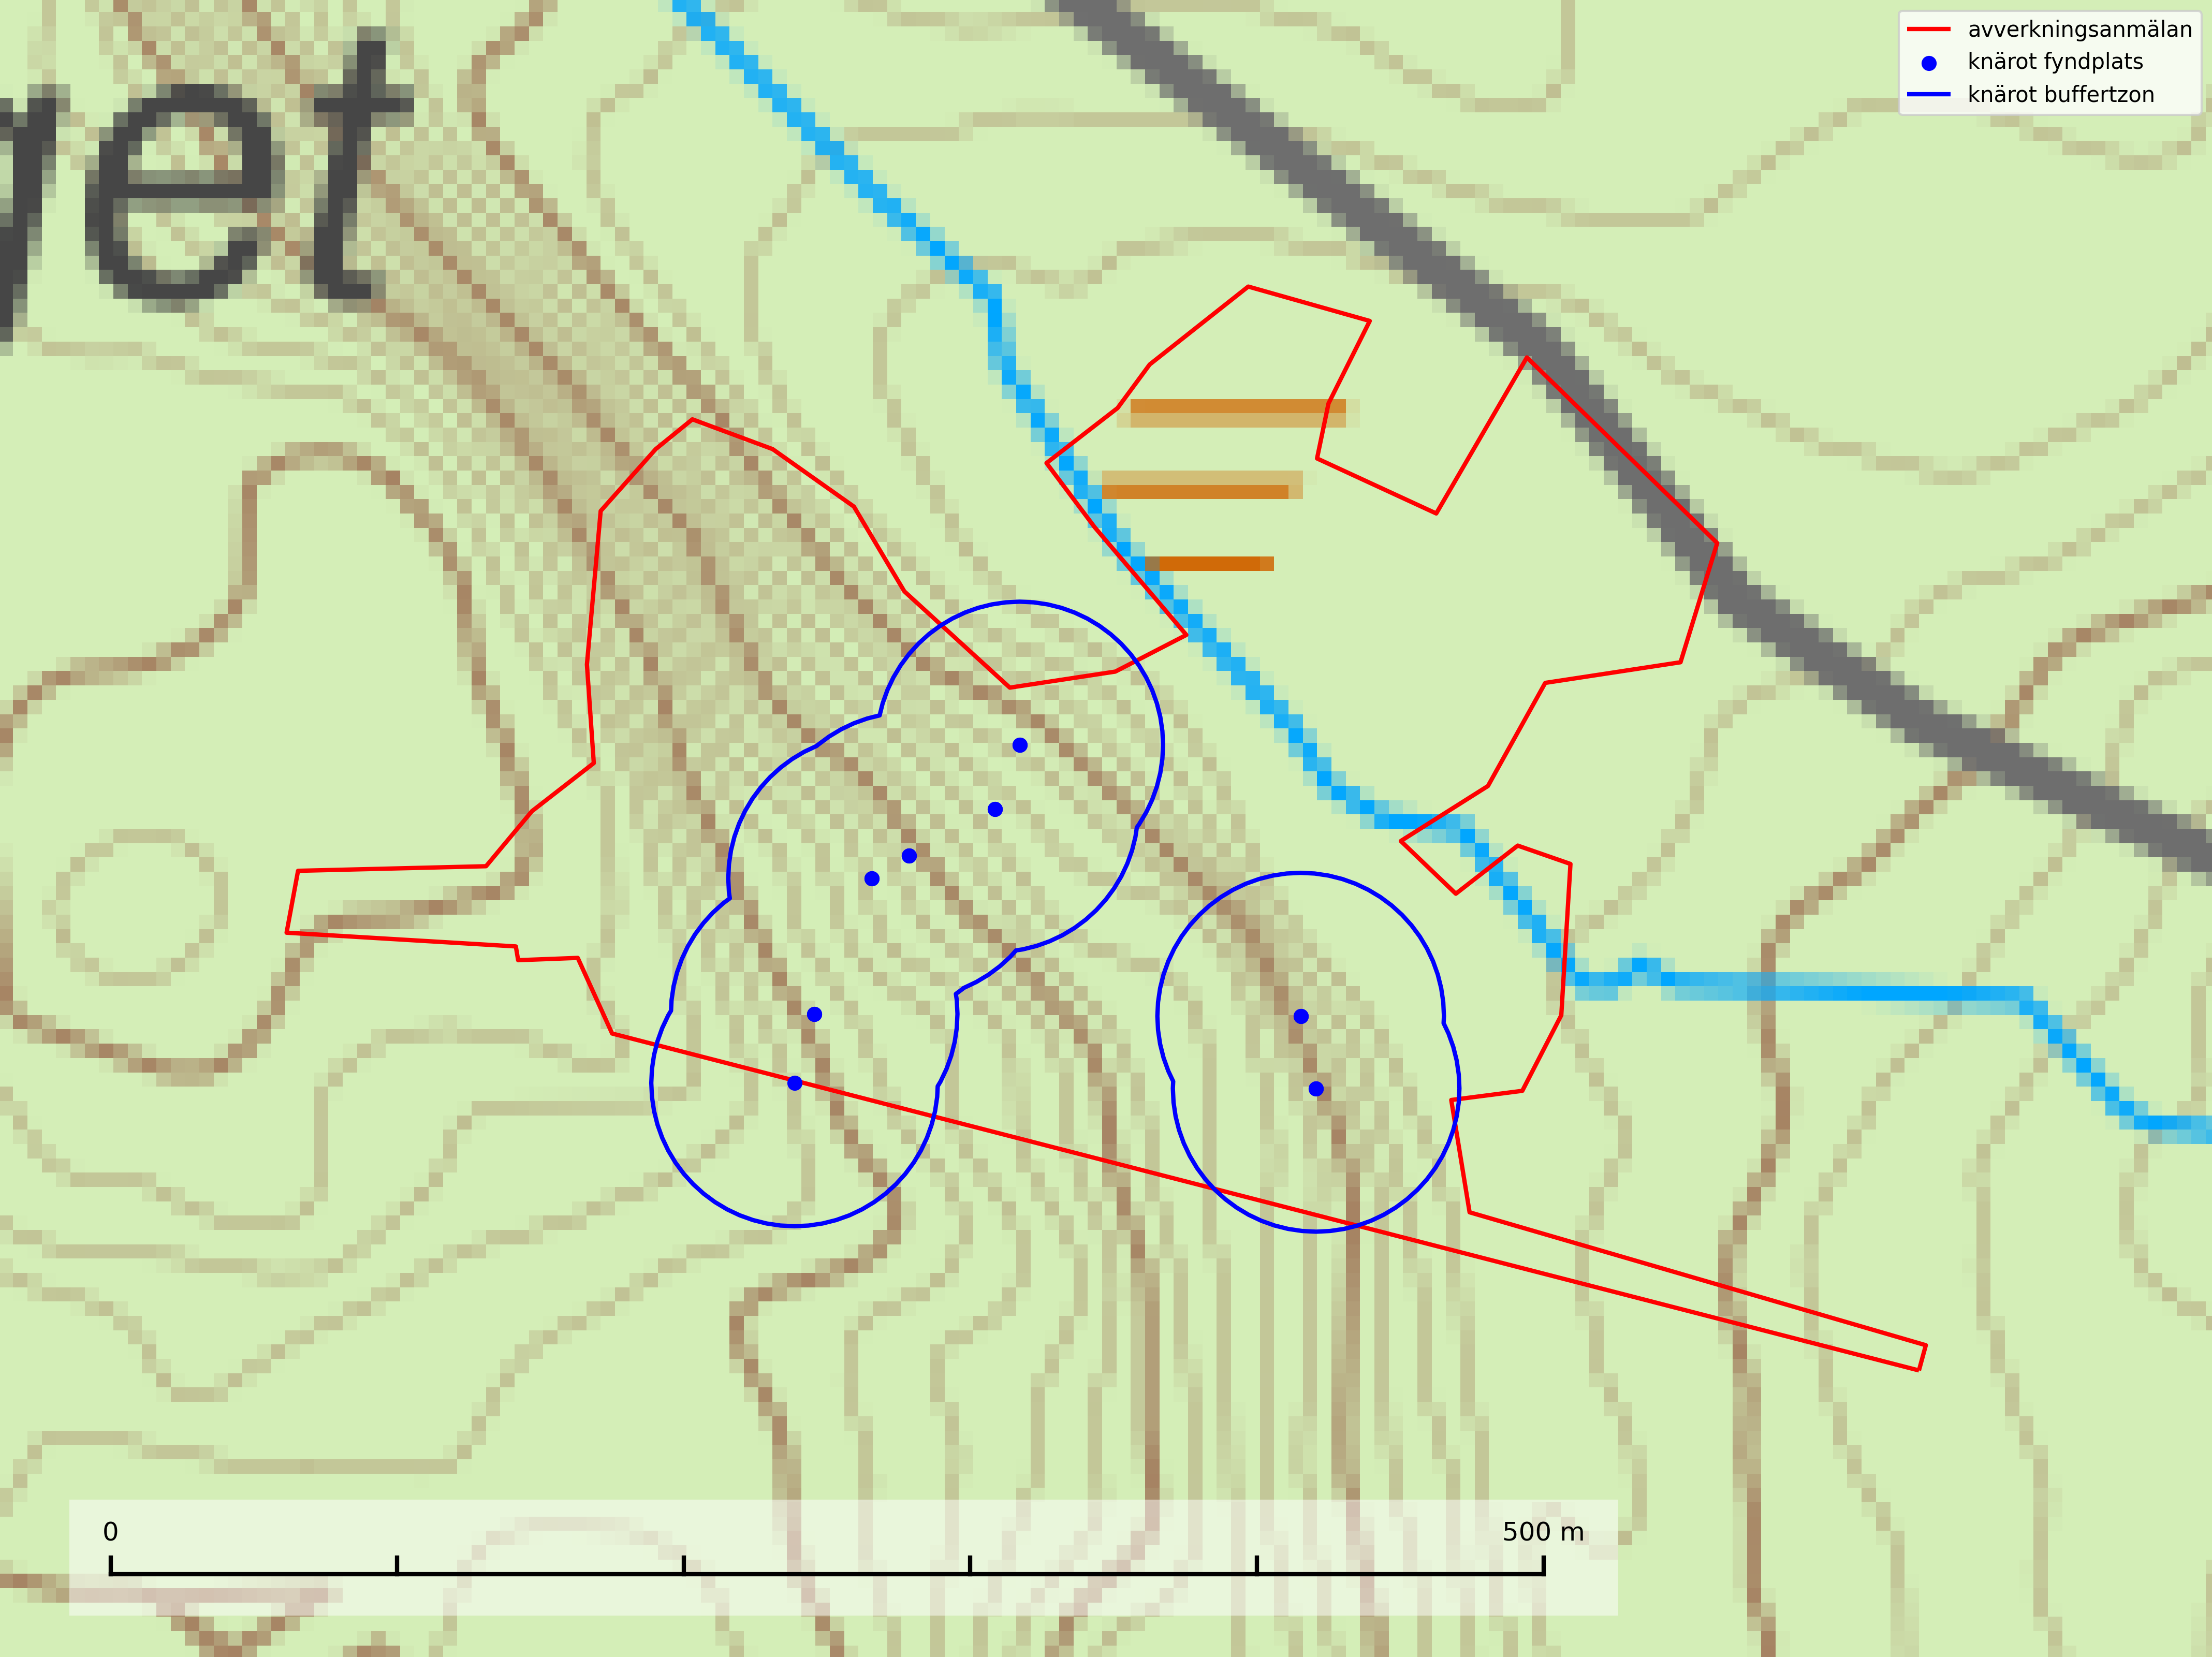 avverkningsanmälan
knärot fyndplats
knärot buffertzon
et
0 500 m